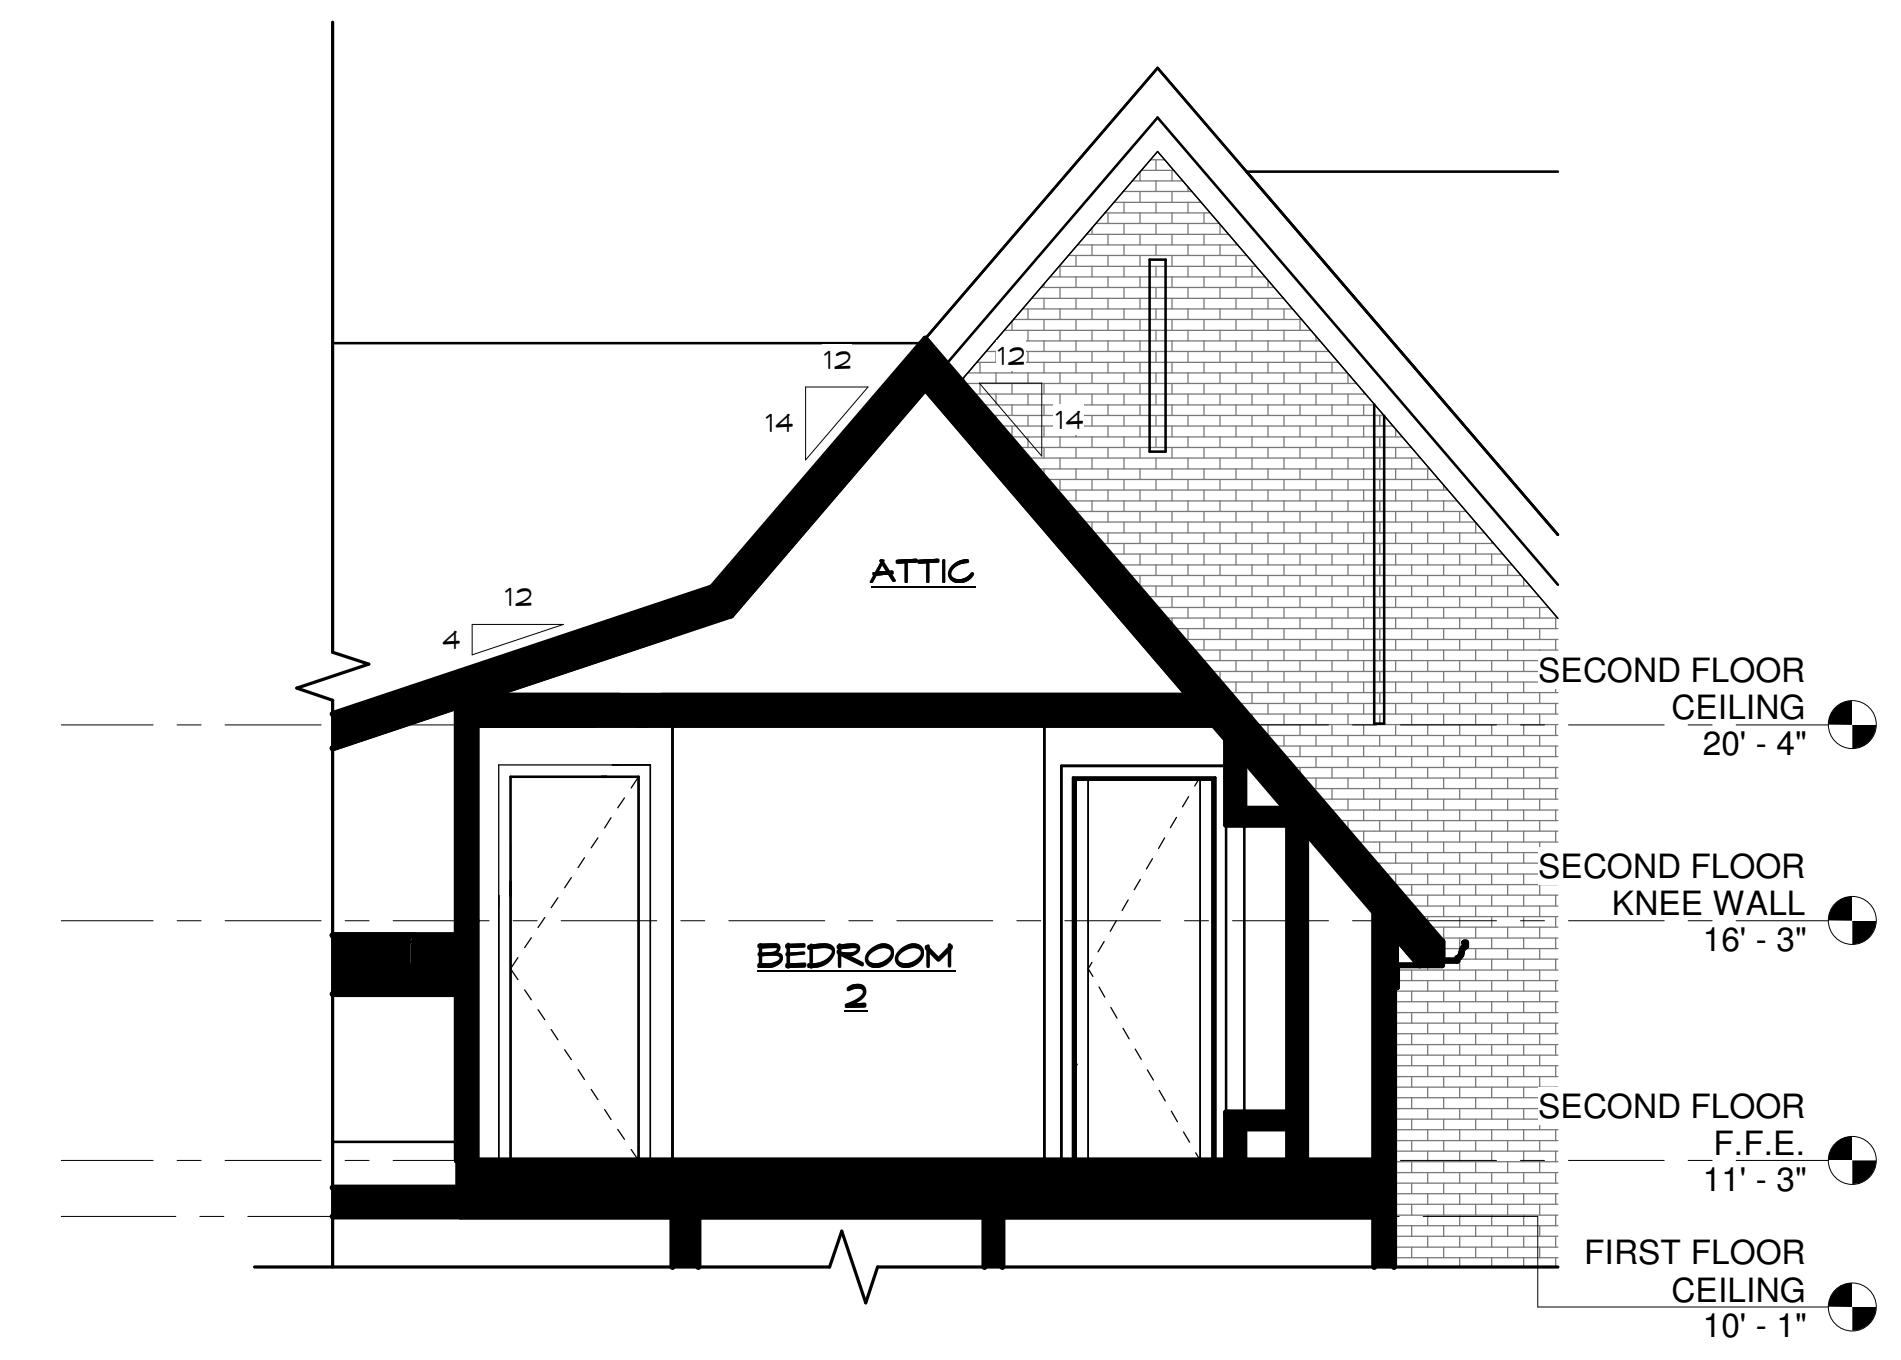 12
12
14
14
ATTIC
12
4
SECOND FLOOR
CEILING
20' - 4"
SECOND FLOOR
KNEE WALL
16' - 3"
BEDROOM
2
SECOND FLOOR
F.F.E.
11' - 3"
FIRST FLOOR
CEILING
10' - 1"